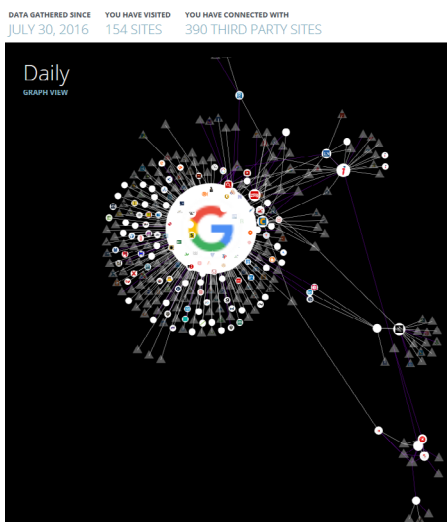 DATA GATHERED SINCE YOU HAVE VISITED YOU HAVE CONNECTED WITH
JULY 30, 2016 154 SITES 390 THIRD PARTY SITES
Daily
GRAPH VIEW